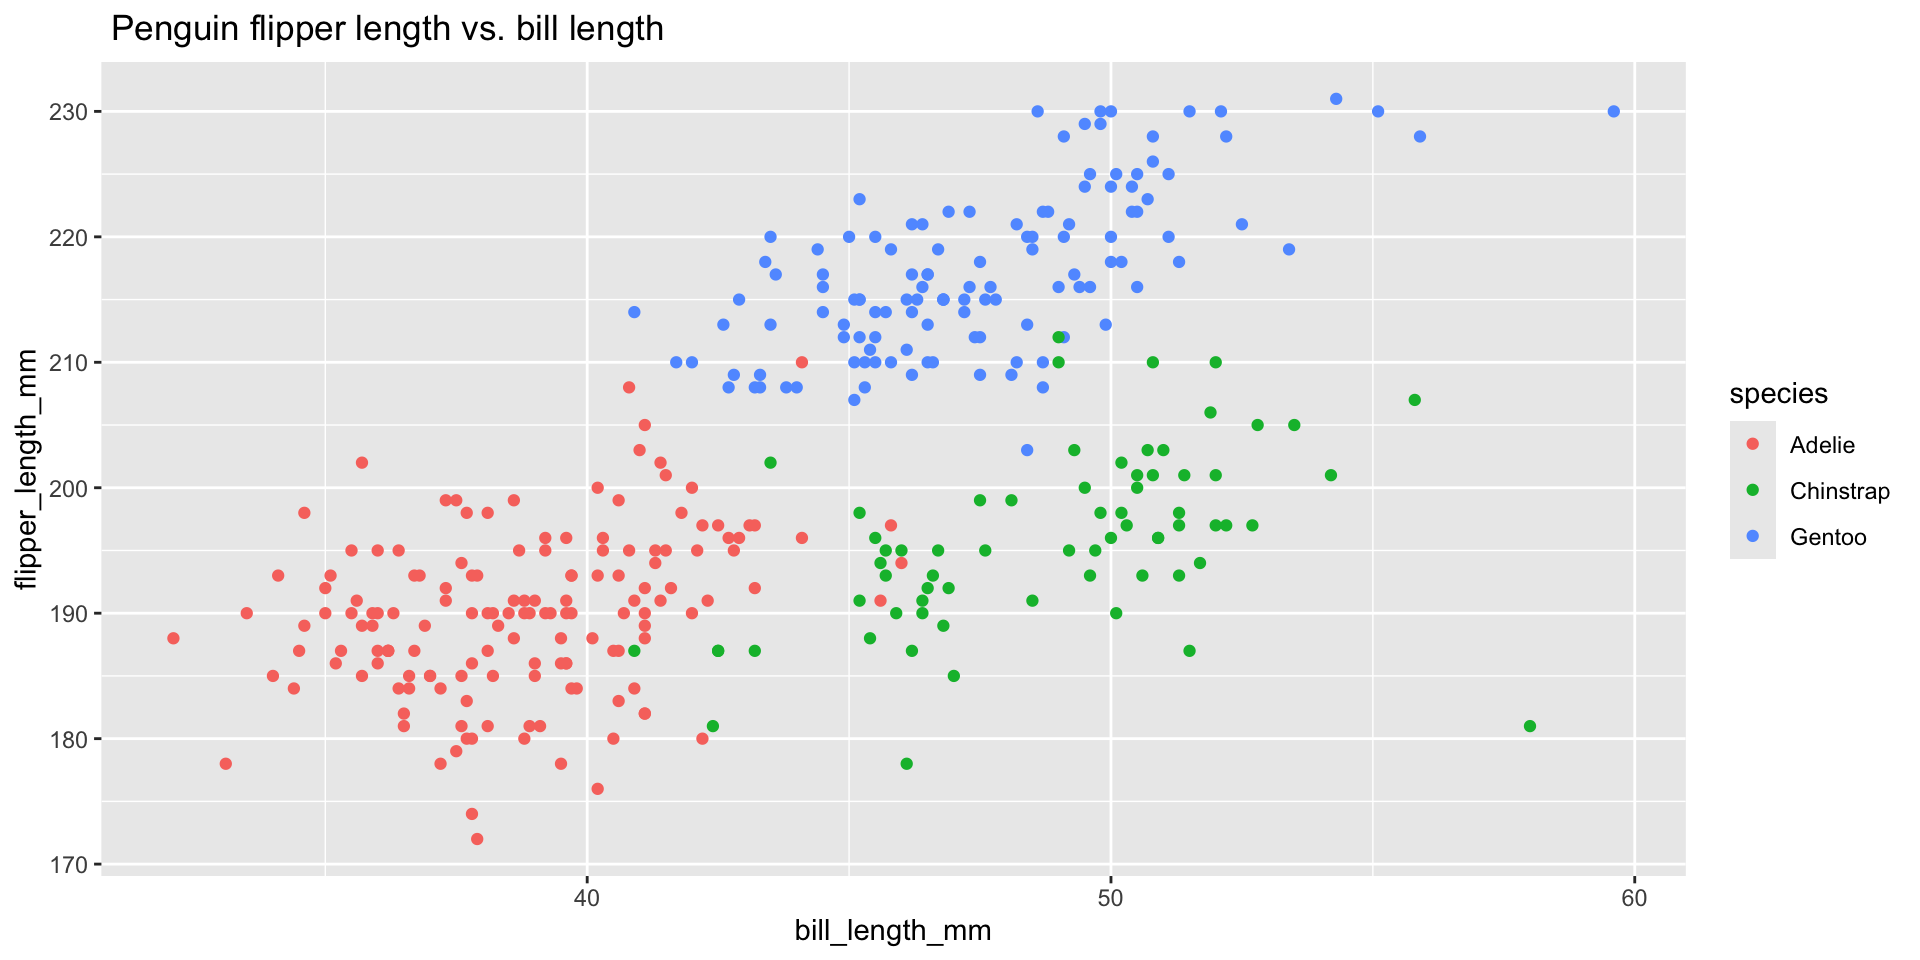 Penguin flipper length vs. bill length
flipper_length_mm
230
220
210
200
190
180
170
40 50 60
bill_length_mm
species
Adelie
Chinstrap
Gentoo